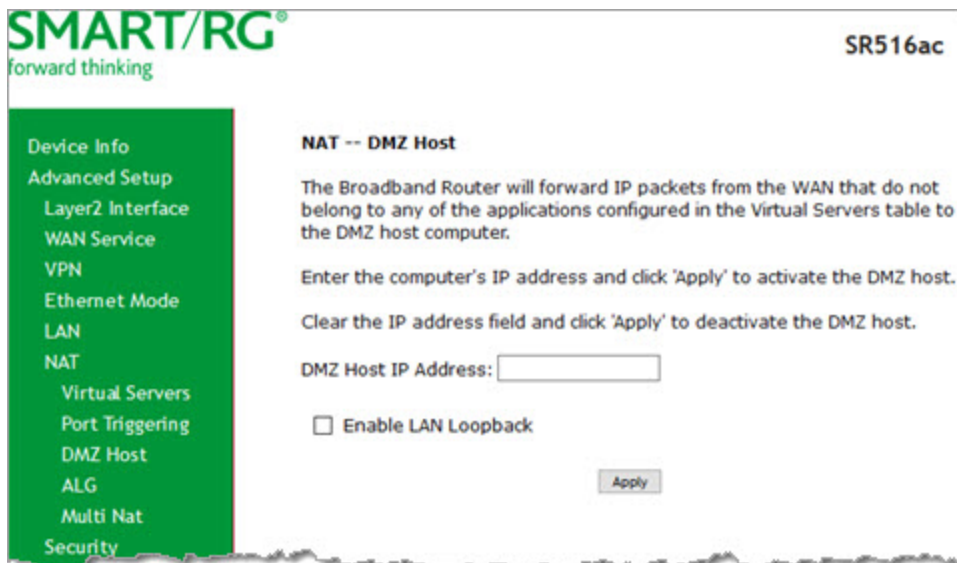 SMART/RG®
forward thinking
SR516ac
Device Info
Advanced Setup
Layer2 Interface
WAN Service
VPN
Ethernet Mode
LAN
NAT
Virtual Servers
Port Triggering
DMZ Host
ALG
Multi Nat
Security
NAT -- DMZ Host
The Broadband Router will forward IP packets from the WAN that do not
belong to any of the applications configured in the Virtual Servers table to
the DMZ host computer.
Enter the computer's IP address and click 'Apply' to activate the DMZ host.
Clear the IP address field and click 'Apply' to deactivate the DMZ host.
DMZ Host IP Address:
Enable LAN Loopback
Apply